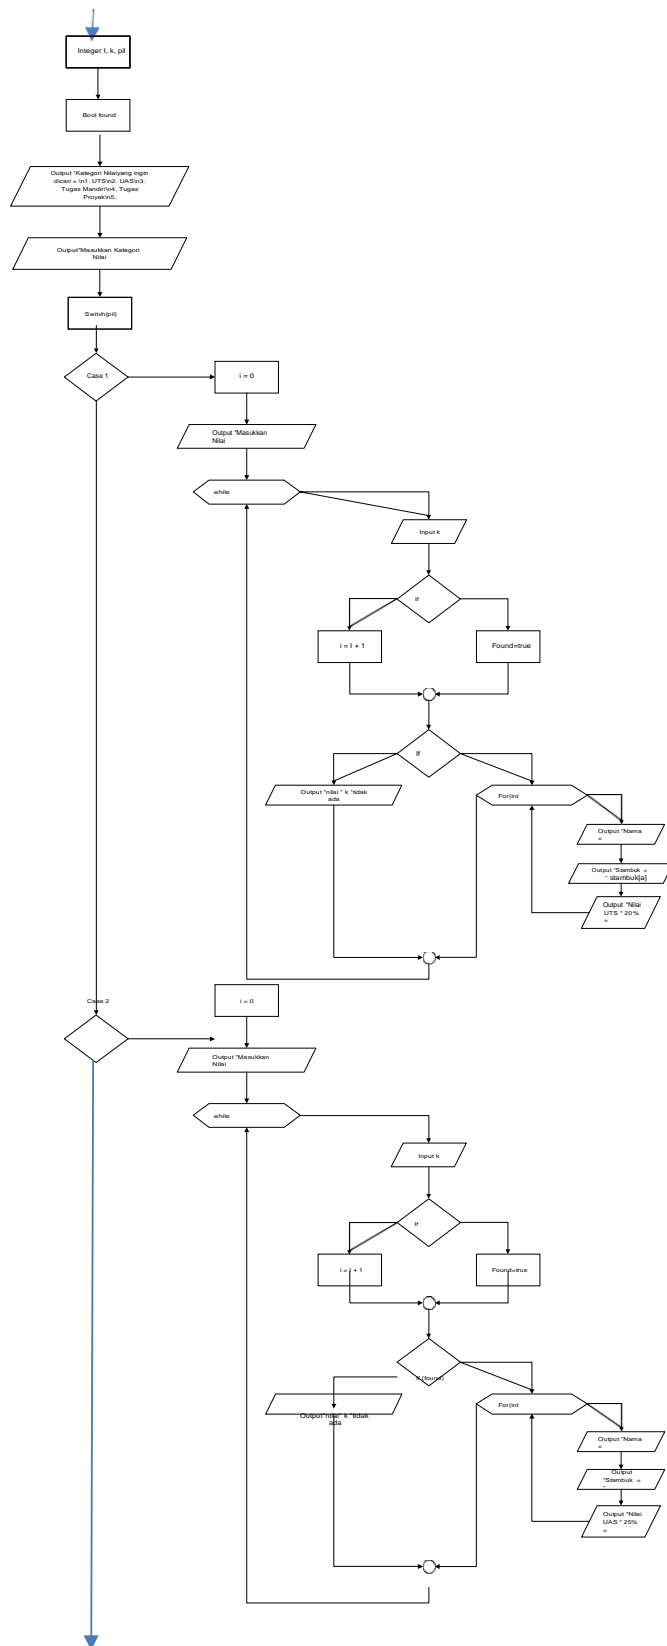 Integer I, k, pil
Bool found
Output "Kategori Nilaiyang ingin
dicari = \n1. UTS\n2. UAS\n3.
Tugas Mandiri\n4. Tugas
Proyek\n5.
Output"Masukkan Kategori
Nilai
Switvh(pil)
Case 1
i = 0
Output "Masukkan
Nilai
while
Input k
If
i = I + 1
Found=true
If
Output "nilai " k "tidak
ada
For(int
Output "Nama
=
Output "Stambuk =
" stambuk[a]
Output "Nilai
UTS * 20%
=
Case 2
i = 0
Output "Masukkan
Nilai
while
Input k
If
i = I + 1
Found=true
If (found)
Output"nilai" k "tidak
ada
For(int
Output "Nama
=
Output
"Stambuk =
"
Output "Nilai
UAS * 25%
=